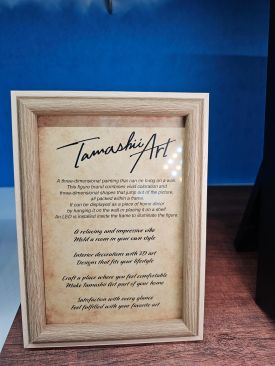 Tamashii Art
A three-dimensional painting that can be hung on a wall.
This figure brand combines vivid coloration and
three-dimensional shapes that jump out of the picture,
all packed within a frame.
It can be displayed as a piece of home decor
by hanging it on the wall or placing it on a shelf.
An LED is installed inside the frame to illuminate the figure.
A relaxing and impressive vibe
Mold a room in your own style
Interior decorations with 3D art
Designs that fits your lifestyle
Craft a place where you feel comfortable
Make Tamashii Art part of your home
Satisfaction with every glance
Feel fulfilled with your favorite art